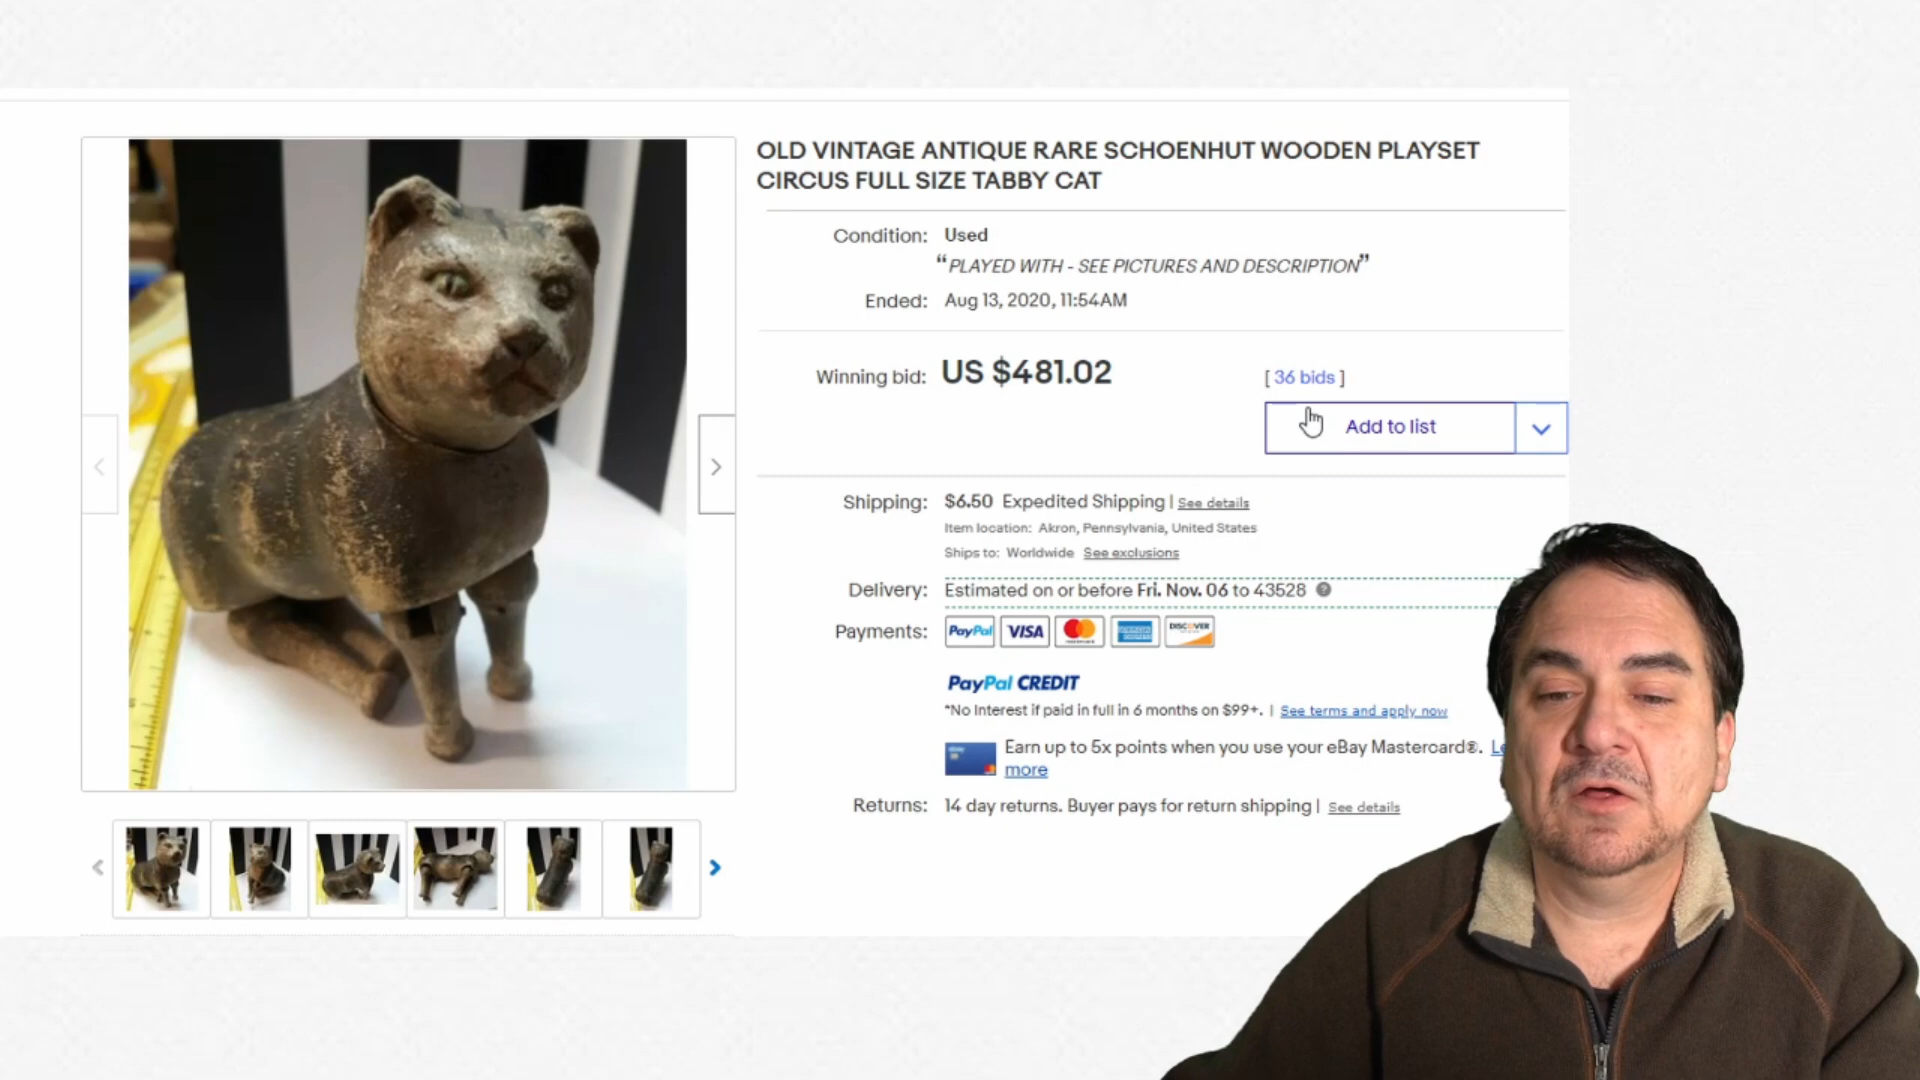 OLD VINTAGE ANTIQUE RARE SCHOENHUT WOODEN PLAYSET
CIRCUS FULL SIZE TABBY CAT
Condition: Used
“PLAYED WITH - SEE PICTURES AND DESCRIPTION”
Ended: Aug 13, 2020, 11:54AM
Winning bid: US $481.02 [ 36 bids ]
Add to list
Shipping: $6.50 Expedited Shipping | See details
Item location: Akron, Pennsylvania, United States
Ships to: Worldwide See exclusions
Delivery: Estimated on or before Fri. Nov. 06 to 43528
Payments: PayPal VISA DISCOVER
PayPal CREDIT
*No Interest if paid in full in 6 months on $99+. | See terms and apply now
Earn up to 5x points when you use your eBay Mastercard®. Le
more
Returns: 14 day returns. Buyer pays for return shipping | See details